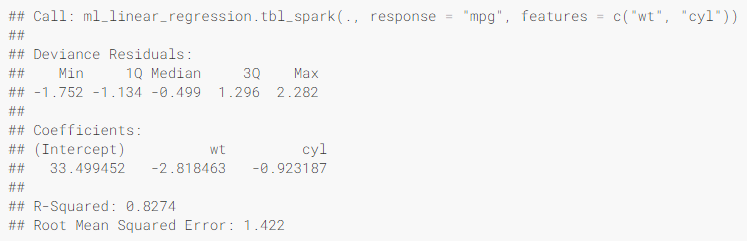 ## Call: ml_linear_regression.tbl_spark(., response = "mpg", features = c("wt", "cyl"))
##
## Deviance Residuals:
##    Min     1Q Median     3Q    Max
## -1.752 -1.134 -0.499  1.296  2.282
##
## Coefficients:
## (Intercept)          wt         cyl
##   33.499452   -2.818463   -0.923187
##
## R-Squared: 0.8274
## Root Mean Squared Error: 1.422